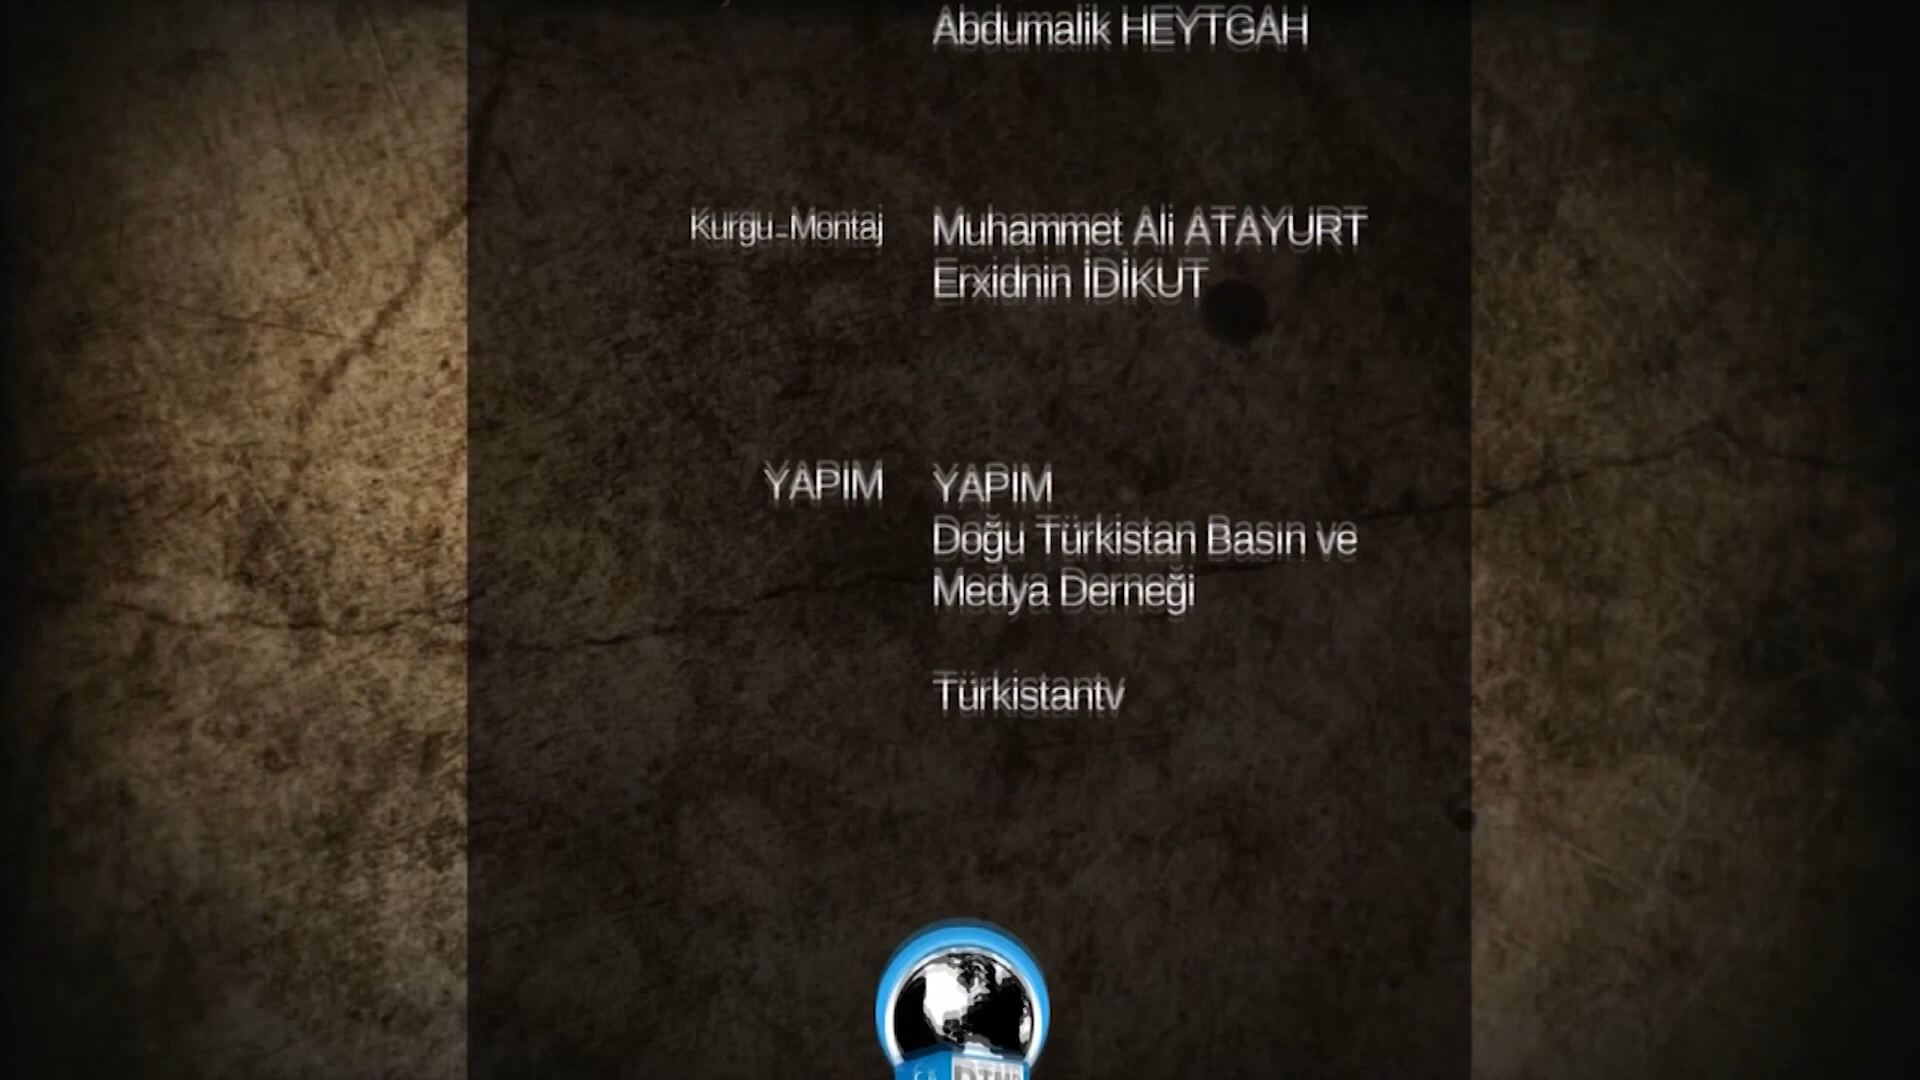 Abdumalik HEYTGAH
Kurgu-Montaj Muhammet Ali ATAYURT
Erxidnin İDİKUT
YAPIM YAPIM
Doğu Türkistan Basın ve
Medya Derneği
Türkistantv